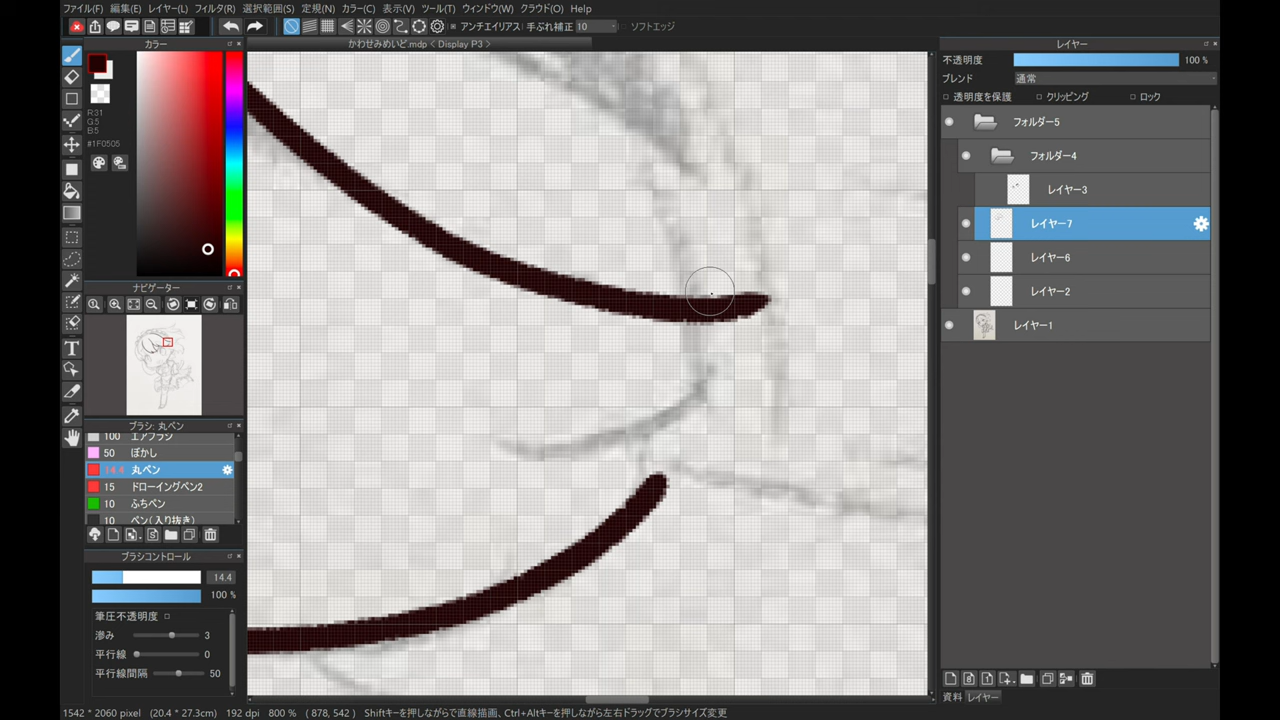 ファイル(F) 編集(E) レイヤー(L) フィルタ(R) 選択範囲(S) 定規(N) カラー(C) 表示(V) ツール(T) ウィンドウ(W) クラウド(O) Help
アンチエイリアス 手ぶれ補正 10 ソフトエッジ
カラー
かわせみめいど.mdp < Display P3 >
レイヤー
不透明度 100 %
ブレンド 通常
透明度を保護 クリッピング ロック
R:31
G:5
B:5
#1F0505
フォルダー5
フォルダー4
レイヤー3
レイヤー7
レイヤー6
レイヤー2
レイヤー1
ナビゲーター
ブラシ: 丸ペン
100 エアブラシ
50 ぼかし
14.4 丸ペン
15 ドローイングペン2
10 ふちペン
10 ペン(入り抜き)
ブラシコントロール
14.4
100 %
筆圧不透明度
滲み 3
平行線 0
平行線間隔 50
資料 レイヤー
1542 * 2060 pixel (20.4 * 27.3cm) 192 dpi 800 % ( 878, 542 ) Shiftキーを押しながらで直線描画、Ctrl+Altキーを押しながら左右ドラッグでブラシサイズ変更